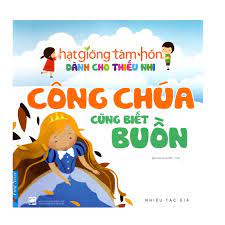 hạt giống tâm hồn
DÀNH CHO THIẾU NHI
CÔNG CHÚA
CŨNG BIẾT
BUỒN
NHIỀU TÁC GIẢ